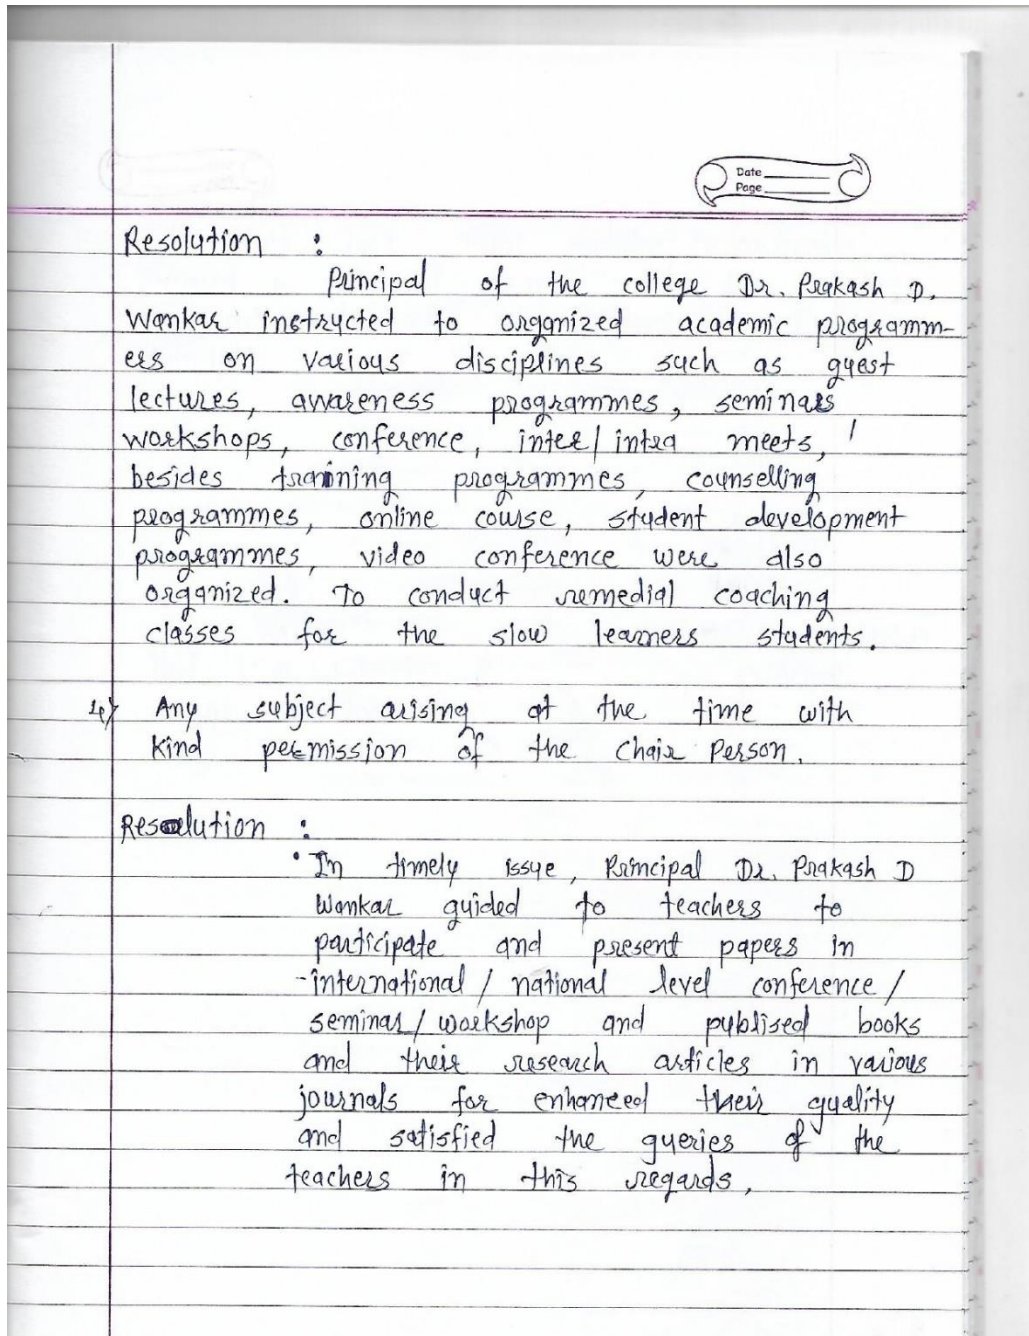 Date
Page
Resolution :
Principal of the college Dr. Prakash D.
Wankar instructed to organized academic programm-
ers on various disciplines such as guest
lectures, awareness programmes, seminars
workshops, conference, inter/intra meets,
besides training programmes, counselling
programmes, online course, student development
programmes, video conference were also
organized. To conduct remedial coaching
classes for the slow learners students.
4) Any subject arising at the time with
kind permission of the Chair Person.
Resolution :
• In timely issue, Principal Dr. Prakash D
Wankar guided to teachers to
participate and present papers in
-international / national level conference /
seminar / workshop and publised books
and their research articles in various
journals for enhanced their quality
and satisfied the queries of the
teachers in this regards,